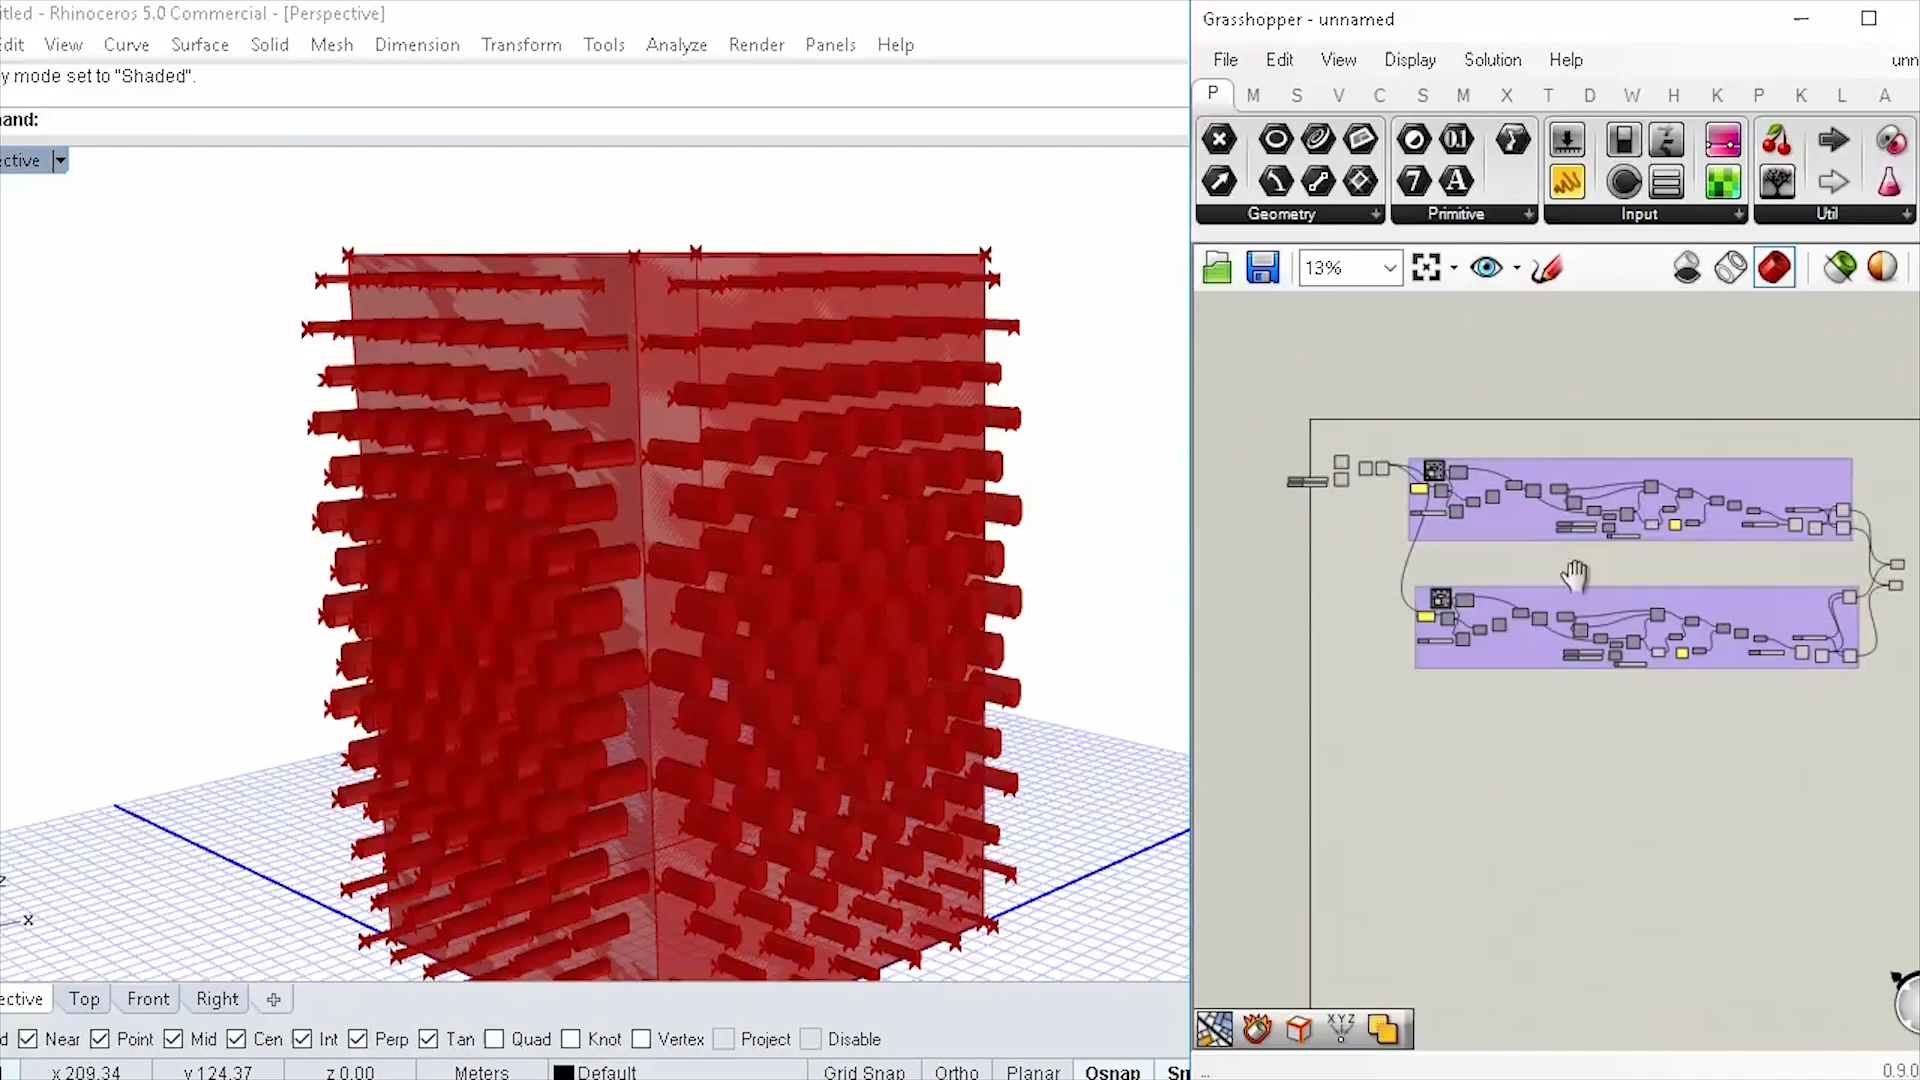 titled - Rhinoceros 5.0 Commercial - [Perspective]
Edit View Curve Surface Solid Mesh Dimension Transform Tools Analyze Render Panels Help
y mode set to "Shaded".
mand:
ective
z
x
ective Top Front Right
d Near Point Mid Cen Int Perp Tan Quad Knot Vertex Project Disable
x 209.34 y 124.37 z 0.00 Meters Default Grid Snap Ortho Planar Osnap Sm
Grasshopper - unnamed
File Edit View Display Solution Help unn
P M S V C S M X T D W H K P K L A
Geometry Primitive Input Util
13%
X Y Z
...
0.9.0